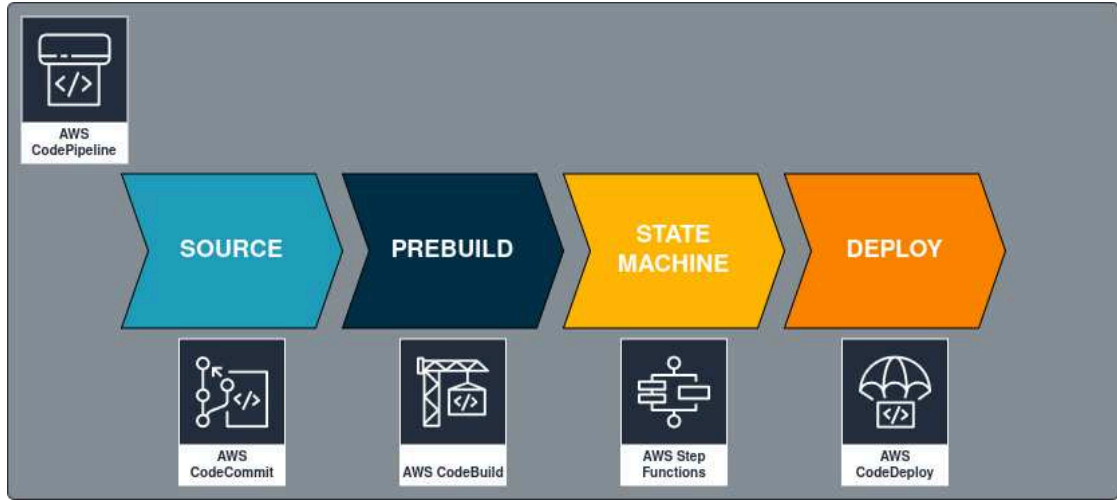 </>
AWS
CodePipeline
SOURCE
PREBUILD
STATE
MACHINE
DEPLOY
</>
AWS
CodeCommit
</>
AWS CodeBuild
AWS Step
Functions
</>
AWS
CodeDeploy